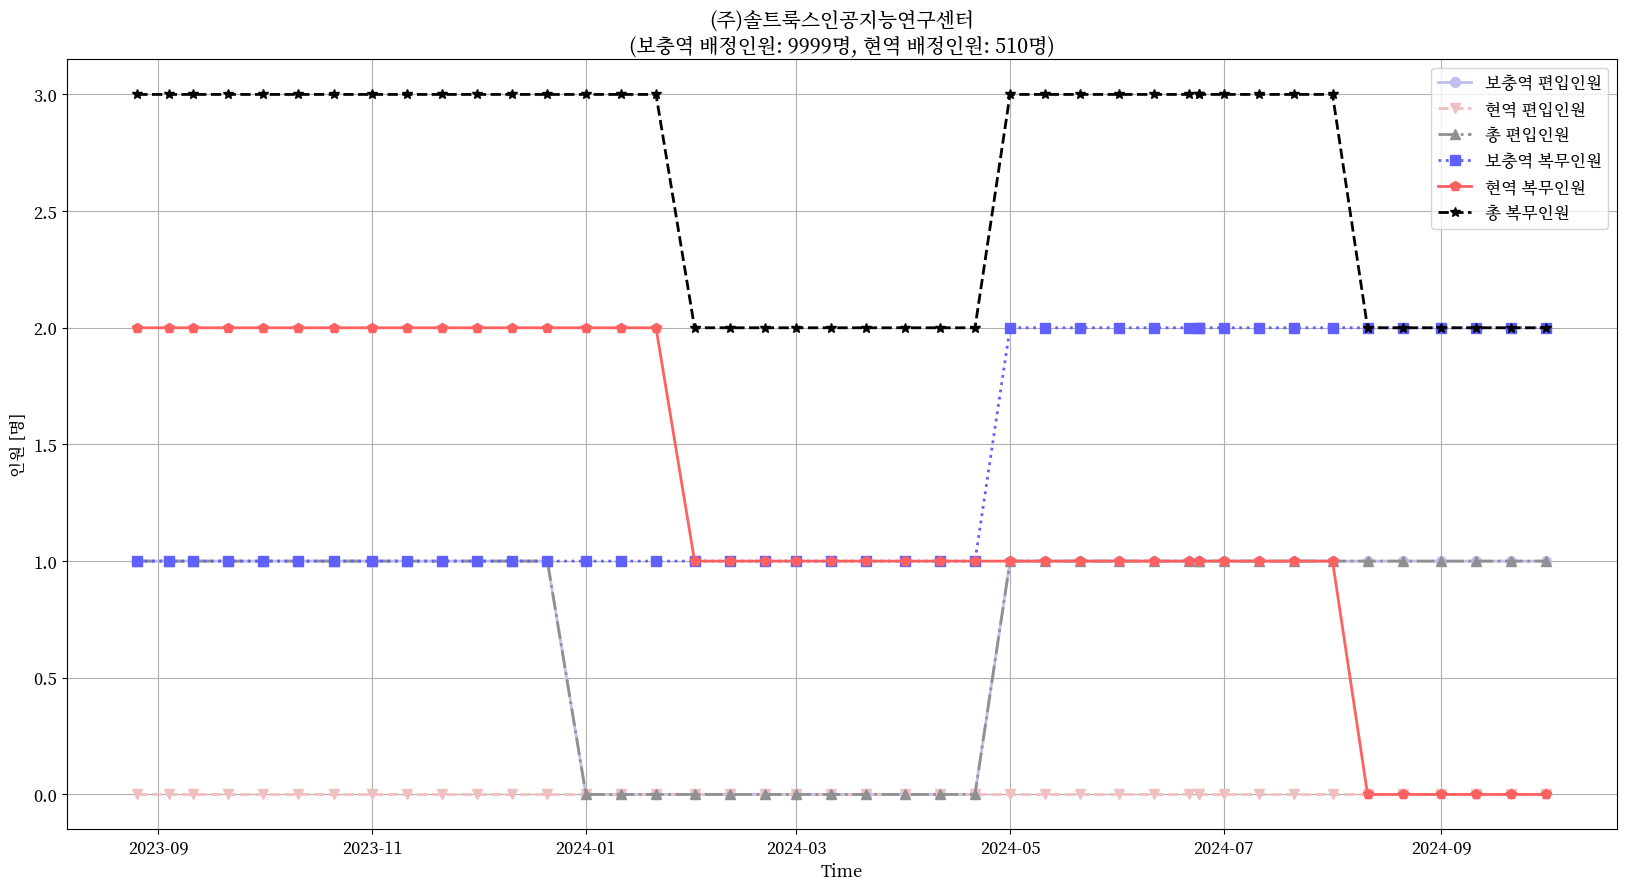 (주)솔트룩스인공지능연구센터
(보충역 배정인원: 9999명, 현역 배정인원: 510명)
보충역 편입인원
현역 편입인원
총 편입인원
보충역 복무인원
현역 복무인원
총 복무인원
인원 [명]
3.0
2.5
2.0
1.5
1.0
0.5
0.0
2023-09
2023-11
2024-01
2024-03
2024-05
2024-07
2024-09
Time